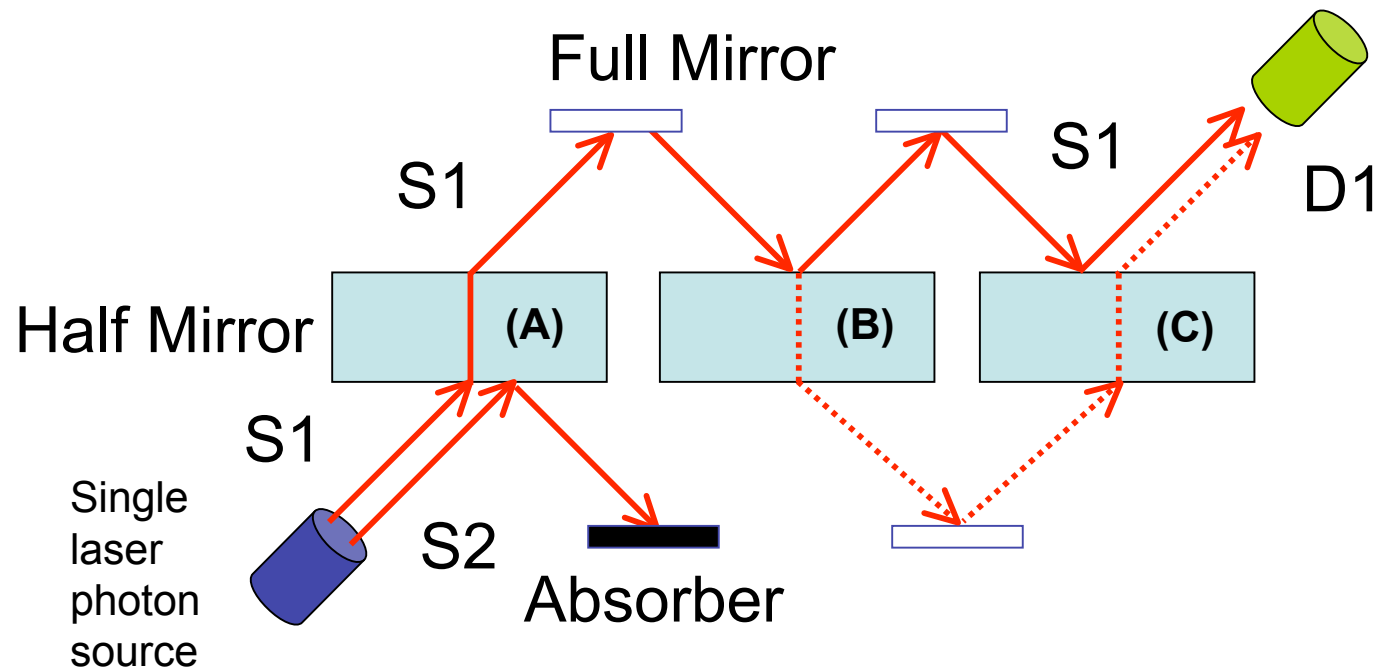 Full Mirror
S1
S1
D1
Half Mirror
(A)
(B)
(C)
S1
Single
laser
photon
source
S2
Absorber